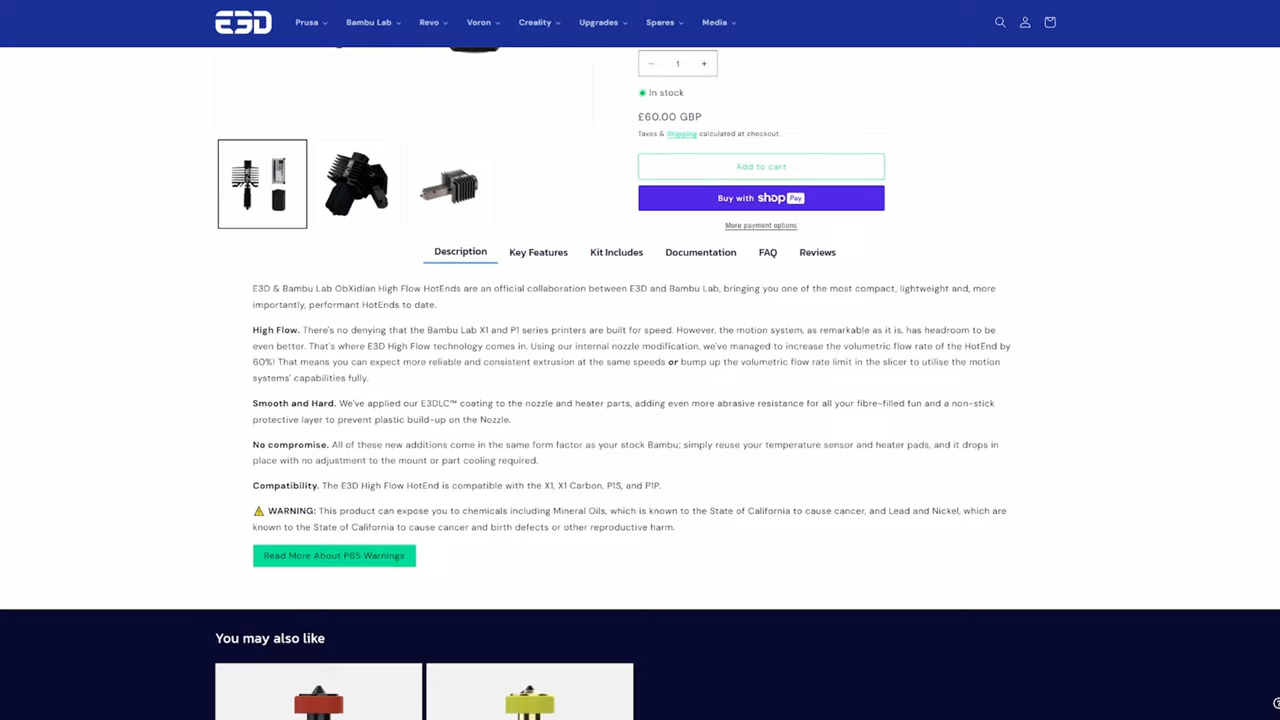 E3D
Prusa
Bambu Lab
Revo
Voron
Creality
Upgrades
Spares
Media
− 1 +
In stock
£60.00 GBP
Taxes & Shipping calculated at checkout.
Add to cart
Buy with shop Pay
More payment options
Description
Key Features
Kit Includes
Documentation
FAQ
Reviews
E3D & Bambu Lab ObXidian High Flow HotEnds are an official collaboration between E3D and Bambu Lab, bringing you one of the most compact, lightweight and, more
importantly, performant HotEnds to date.
High Flow. There's no denying that the Bambu Lab X1 and P1 series printers are built for speed. However, the motion system, as remarkable as it is, has headroom to be
even better. That's where E3D High Flow technology comes in. Using our internal nozzle modification, we've managed to increase the volumetric flow rate of the HotEnd by
60%! That means you can expect more reliable and consistent extrusion at the same speeds or bump up the volumetric flow rate limit in the slicer to utilise the motion
systems' capabilities fully.
Smooth and Hard. We've applied our E3DLC™ coating to the nozzle and heater parts, adding even more abrasive resistance for all your fibre-filled fun and a non-stick
protective layer to prevent plastic build-up on the Nozzle.
No compromise. All of these new additions come in the same form factor as your stock Bambu; simply reuse your temperature sensor and heater pads, and it drops in
place with no adjustment to the mount or part cooling required.
Compatibility. The E3D High Flow HotEnd is compatible with the X1, X1 Carbon, P1S, and P1P.
⚠ WARNING: This product can expose you to chemicals including Mineral Oils, which is known to the State of California to cause cancer, and Lead and Nickel, which are
known to the State of California to cause cancer and birth defects or other reproductive harm.
Read More About P65 Warnings
You may also like